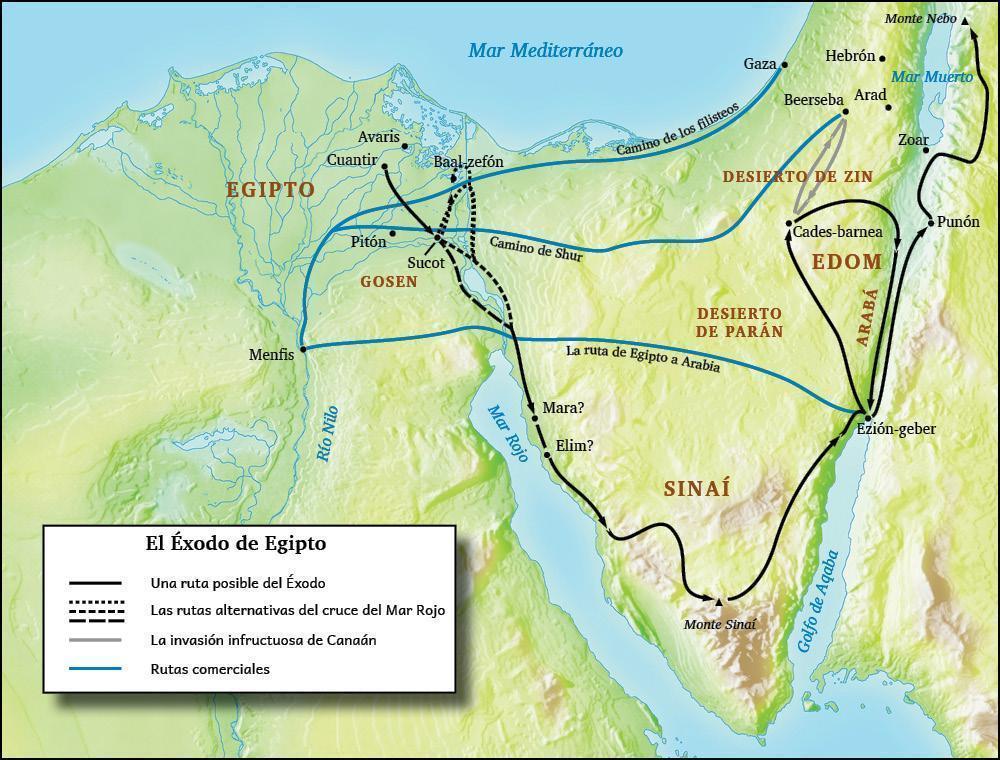 Monte Nebo
Mar Mediterráneo
Gaza
Hebrón
Mar Muerto
Beerseba
Arad
Camino de los filisteos
Avaris
Cuantir
Baal-zefón
Zoar
EGIPTO
DESIERTO DE ZIN
Pitón
Sucot
Camino de Shur
Cades-barnea
Punón
GOSEN
EDOM
DESIERTO
DE PARÁN
ARABÁ
Menfis
La ruta de Egipto a Arabia
Río Nilo
Mar Rojo
Mara?
Elim?
Ezión-geber
SINAÍ
Monte Sinaí
Golfo de Aqaba
El Éxodo de Egipto
Una ruta posible del Éxodo
Las rutas alternativas del cruce del Mar Rojo
La invasión infructuosa de Canaán
Rutas comerciales